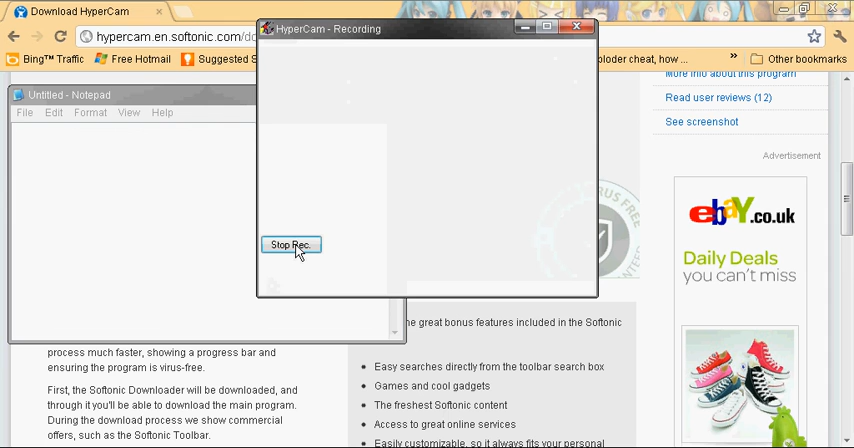 Download HyperCam
HyperCam - Recording
hypercam.en.softonic.com/do
Bing™ Traffic
Free Hotmail
Suggested S
ploder cheat, how ...
»
Other bookmarks
More info about this program
Read user reviews (12)
See screenshot
Advertisement
Untitled - Notepad
File Edit Format View Help
Stop Rec.
ebaY.co.uk
Daily Deals
you can't miss
he great bonus features included in the Softonic
process much faster, showing a progress bar and
ensuring the program is virus-free.
First, the Softonic Downloader will be downloaded, and
through it you'll be able to download the main program.
During the download process we show commercial
offers, such as the Softonic Toolbar.
Easy searches directly from the toolbar search box
Games and cool gadgets
The freshest Softonic content
Access to great online services
Easily customizable, so it always fits your personal